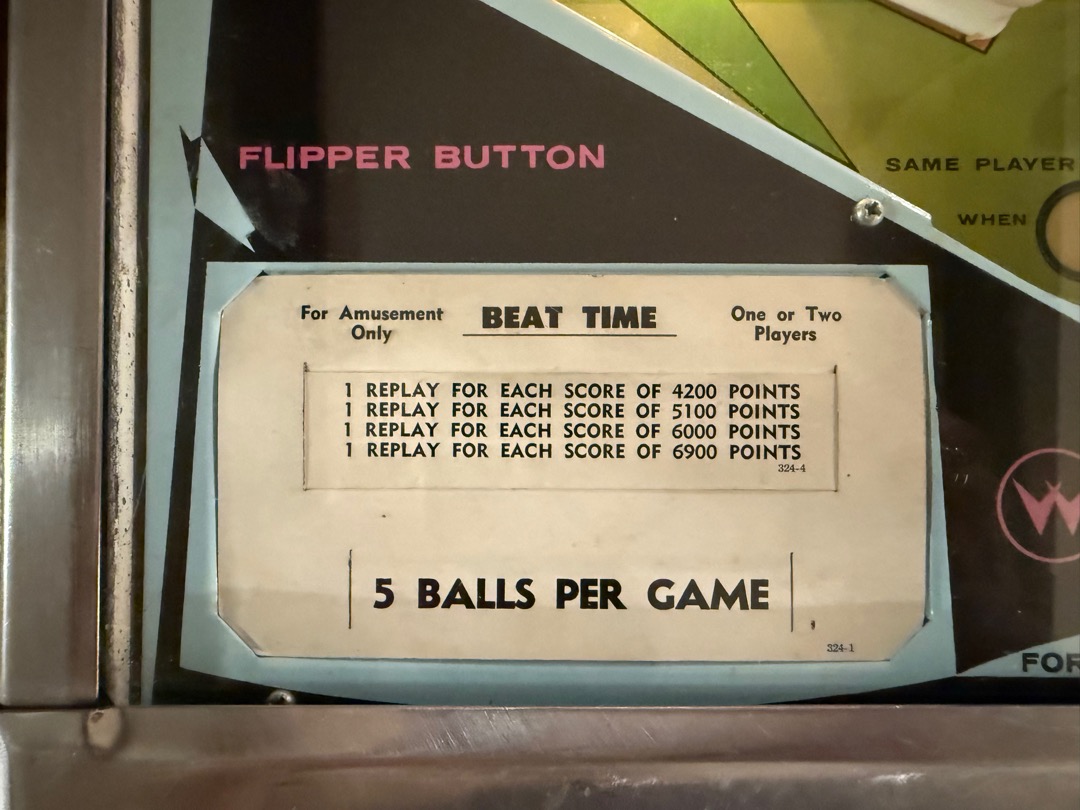 FLIPPER BUTTON
SAME PLAYER
WHEN
For Amusement Only
BEAT TIME
One or Two Players
1 REPLAY FOR EACH SCORE OF 4200 POINTS
1 REPLAY FOR EACH SCORE OF 5100 POINTS
1 REPLAY FOR EACH SCORE OF 6000 POINTS
1 REPLAY FOR EACH SCORE OF 6900 POINTS
324-4
W
5 BALLS PER GAME
324-1
FOR